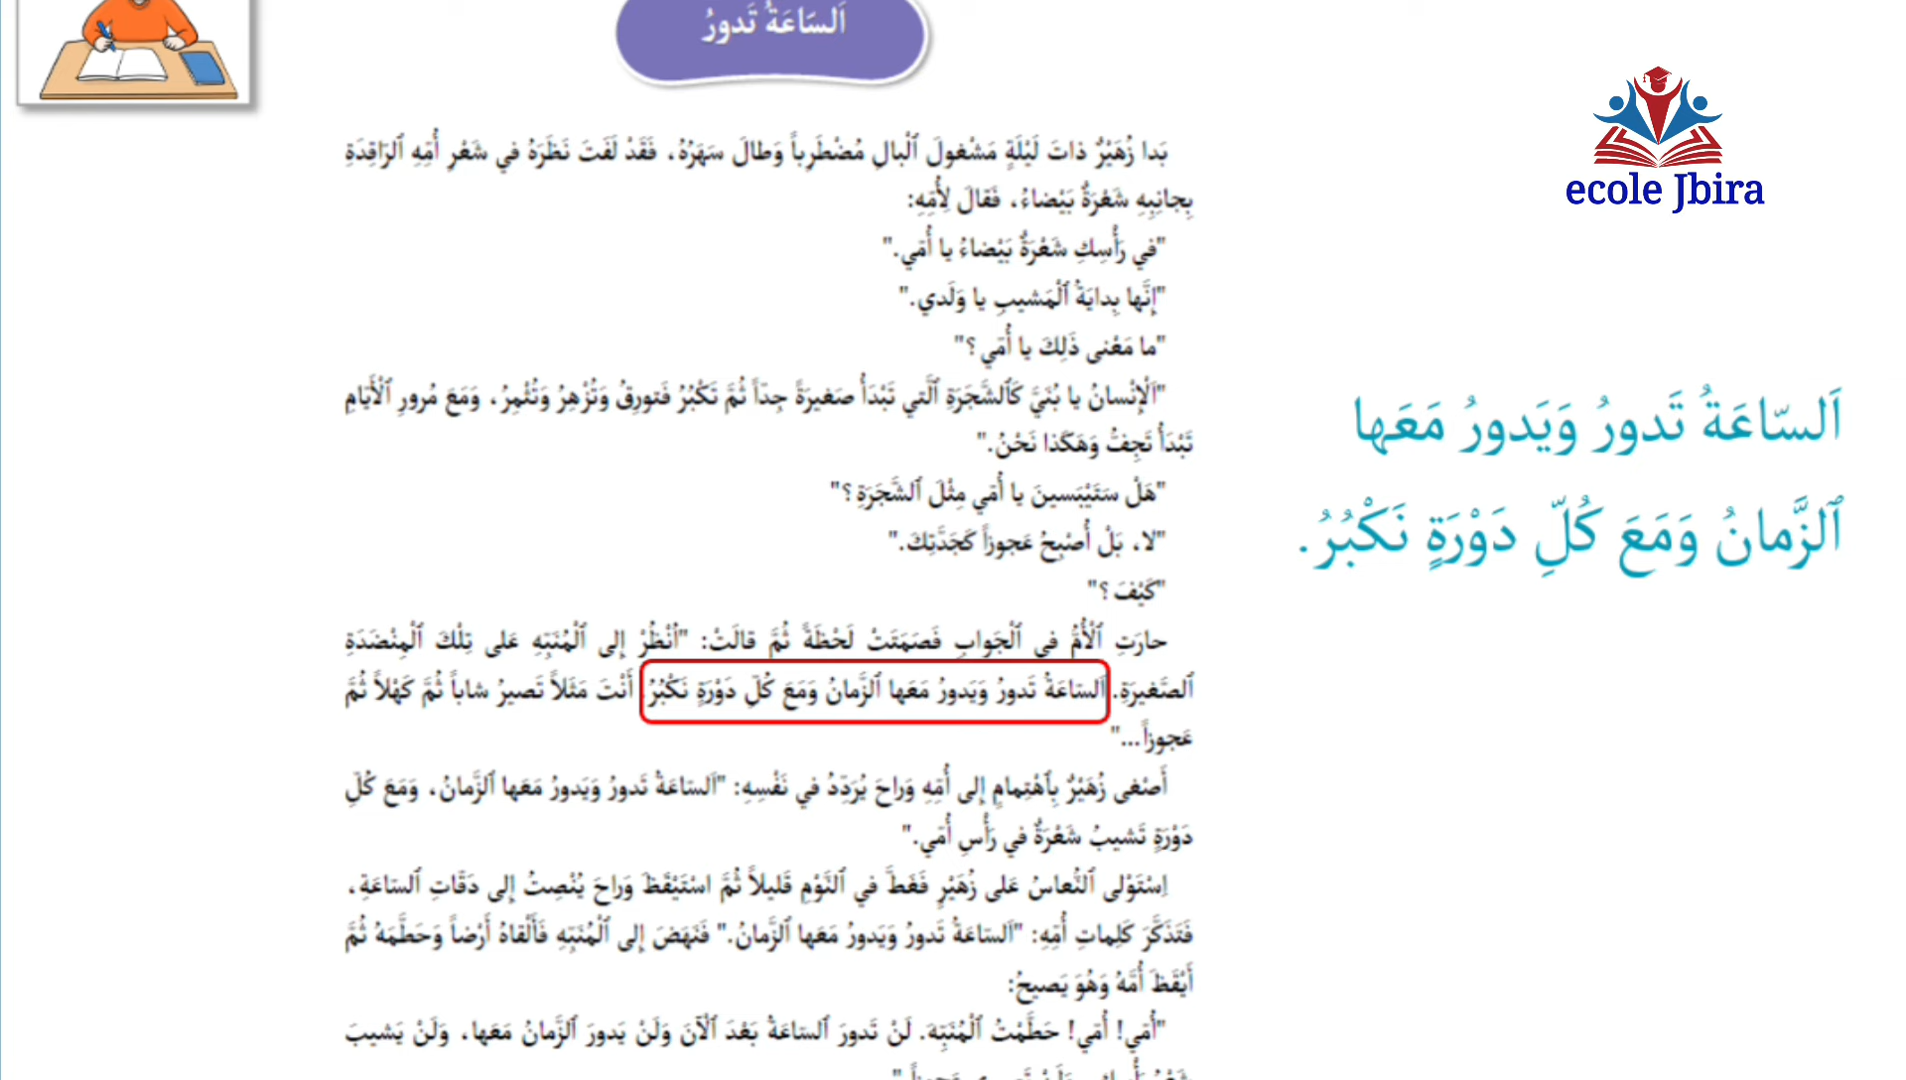 اَلسّاعَةُ تَدورُ
بَدا زُهَيْرٌ ذاتَ لَيْلَةٍ مَشْغولَ ٱلْبالِ مُضْطَرِباً وَطالَ سَهَرُهُ، فَقَدْ لَفَتَ نَظَرَهُ في شَعْرِ أُمِّهِ ٱلرّاقِدَةِ
بِجانِبِهِ شَعْرَةٌ بَيْضاءُ، فَقالَ لِأُمِّهِ:
"في رَأْسِكِ شَعْرَةٌ بَيْضاءُ يا أُمّي."
"إِنَّها بِدايَةُ ٱلْمَشيبِ يا وَلَدي."
"ما مَعْنى ذَلِكَ يا أُمّي؟"
"اَلْإِنْسانُ يا بُنَيَّ كَٱلشَّجَرَةِ ٱلَّتي تَبْدَأُ صَغيرَةً جِدّاً ثُمَّ تَكْبُرُ فَتورِقُ وَتُزْهِرُ وَتُثْمِرُ، وَمَعَ مُرورِ ٱلْأَيّامِ
تَبْدَأُ تَجِفُّ وَهَكَذا نَحْنُ."
"هَلْ سَتَيْبَسينَ يا أُمّي مِثْلَ ٱلشَّجَرَةِ؟"
"لا، بَلْ أُصْبِحُ عَجوزاً كَجَدَّتِكَ."
"كَيْفَ؟"
حارَتِ ٱلْأُمُّ في ٱلْجَوابِ فَصَمَتَتْ لَحْظَةً ثُمَّ قالَتْ: "اُنْظُرْ إِلى ٱلْمُنَبِّهِ عَلى تِلْكَ ٱلْمِنْضَدَةِ
ٱلصَّغيرَةِ. اَلسّاعَةُ تَدورُ وَيَدورُ مَعَها ٱلزَّمانُ وَمَعَ كُلِّ دَوْرَةٍ نَكْبُرُ. أَنْتَ مَثَلاً تَصيرُ شاباً ثُمَّ كَهْلاً ثُمَّ
عَجوزاً..."
أَصْغى زُهَيْرٌ بِٱهْتِمامٍ إِلى أُمِّهِ وَراحَ يُرَدِّدُ في نَفْسِهِ: "اَلسّاعَةُ تَدورُ وَيَدورُ مَعَها ٱلزَّمانُ، وَمَعَ كُلِّ
دَوْرَةٍ تَشيبُ شَعْرَةٌ في رَأْسِ أُمّي."
اِسْتَوْلى ٱلنُّعاسُ عَلى زُهَيْرٍ فَغَطَّ في ٱلنَّوْمِ قَليلاً ثُمَّ اسْتَيْقَظَ وَراحَ يُنْصِتُ إِلى دَقّاتِ ٱلسّاعَةِ،
فَتَذَكَّرَ كَلِماتِ أُمِّهِ: "اَلسّاعَةُ تَدورُ وَيَدورُ مَعَها ٱلزَّمانُ." فَنَهَضَ إِلى ٱلْمُنَبِّهِ فَأَلْقاهُ أَرْضاً وَحَطَّمَهُ ثُمَّ
أَيْقَظَ أُمَّهُ وَهُوَ يَصيحُ:
"أُمّي! أُمّي! حَطَّمْتُ ٱلْمُنَبِّهَ. لَنْ تَدورَ ٱلسّاعَةُ بَعْدَ ٱلْآنَ وَلَنْ يَدورَ ٱلزَّمانُ مَعَها، وَلَنْ يَشيبَ
ecole Jbira
اَلسّاعَةُ تَدورُ وَيَدورُ مَعَها
ٱلزَّمانُ وَمَعَ كُلِّ دَوْرَةٍ نَكْبُرُ.